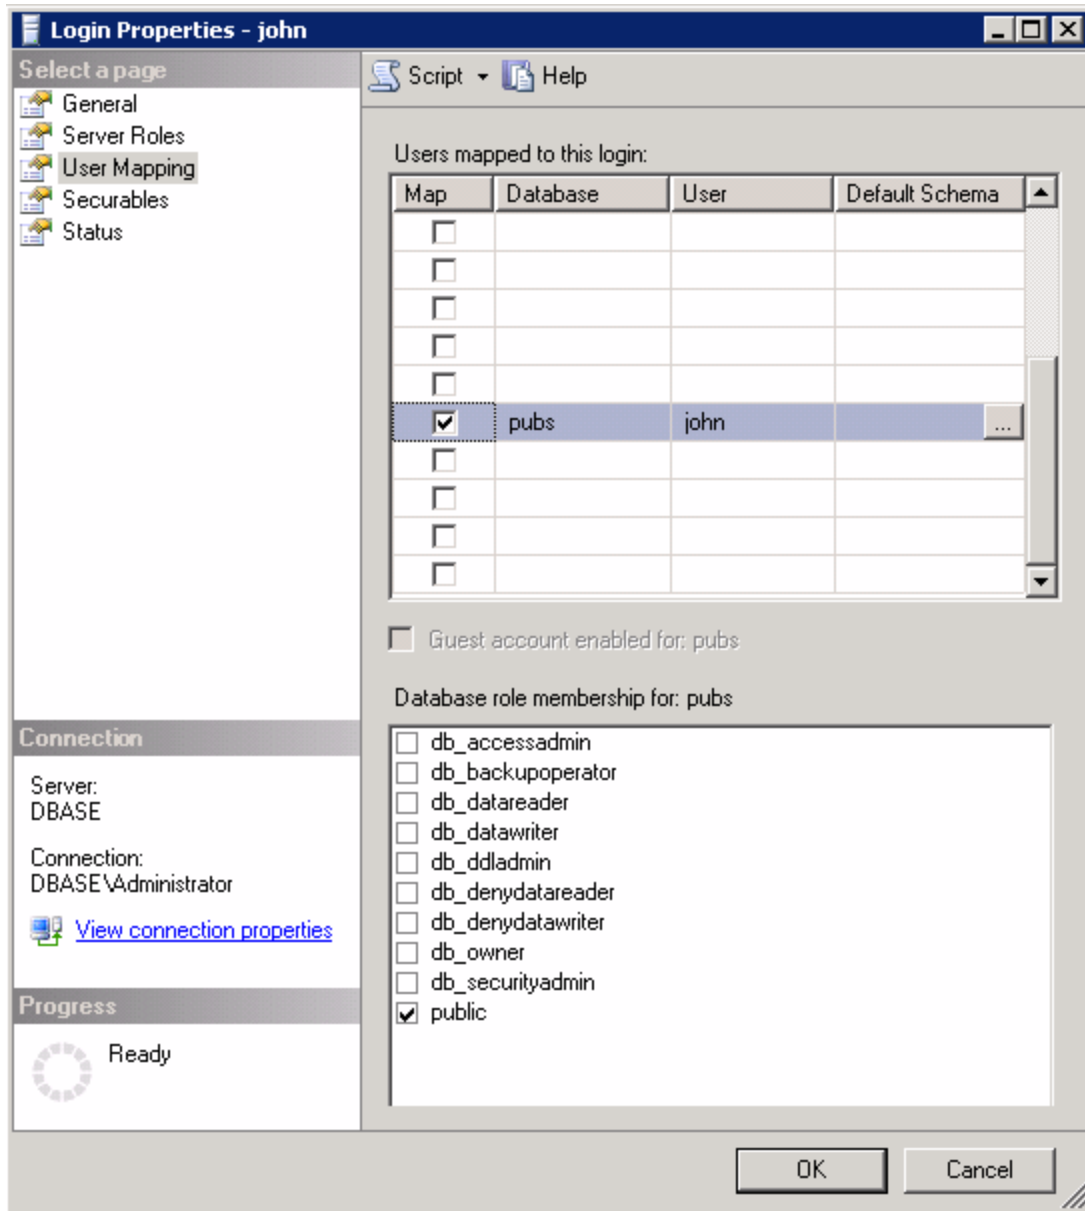 Login Properties - john
Select a page
General
Server Roles
User Mapping
Securables
Status
Connection
Server:
DBASE
Connection:
DBASE\Administrator
View connection properties
Progress
Ready
Script Help
Users mapped to this login:
Map Database User Default Schema
pubs john ...
Guest account enabled for: pubs
Database role membership for: pubs
db_accessadmin
db_backupoperator
db_datareader
db_datawriter
db_ddladmin
db_denydatareader
db_denydatawriter
db_owner
db_securityadmin
public
OK Cancel